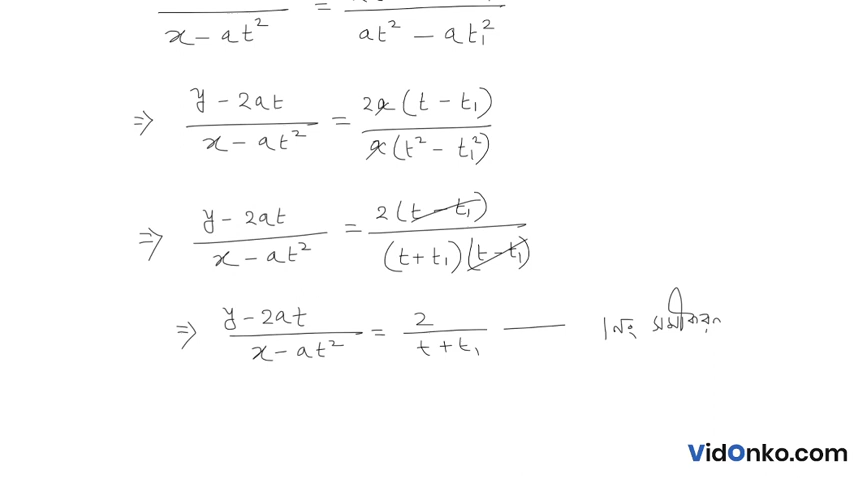 x - at² = at² - at₁²
⇒ (y - 2at)/(x - at²) = 2a(t - t₁)/a(t² - t₁²)
⇒ (y - 2at)/(x - at²) = 2(t - t₁)/(t + t₁)(t - t₁)
⇒ (y - 2at)/(x - at²) = 2/(t + t₁) —— ১নং সমীকরণ
VidOnko.com